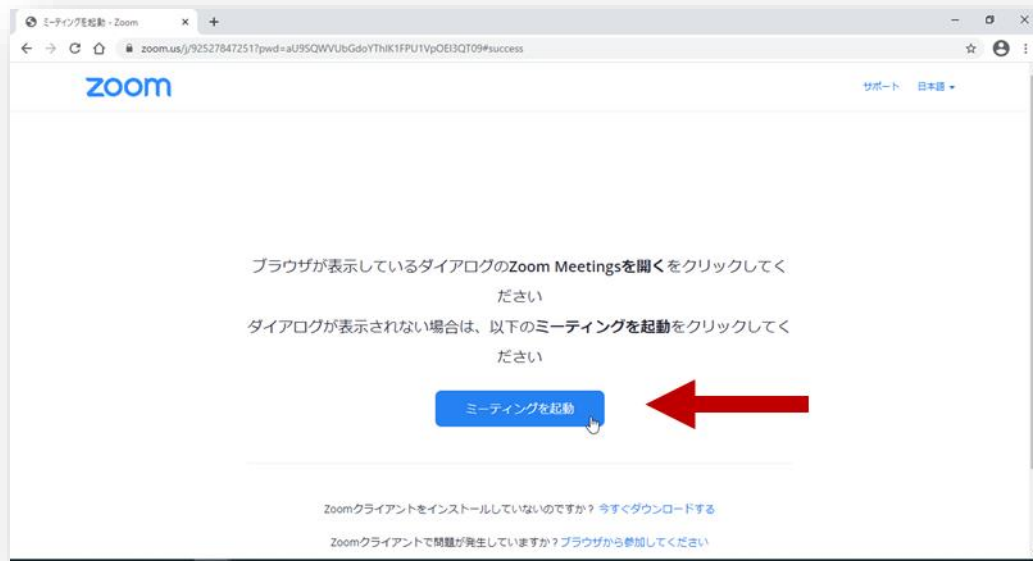 ミーティングを起動 - Zoom
zoom.us/j/92527847251?pwd=aU9SQWVUbGdoYThIK1FPU1VpOEI3QT09#success
zoom
サポート 日本語
ブラウザが表示しているダイアログのZoom Meetingsを開くをクリックしてく
ださい
ダイアログが表示されない場合は、以下のミーティングを起動をクリックしてく
ださい
ミーティングを起動
Zoomクライアントをインストールしていないのですか？今すぐダウンロードする
Zoomクライアントで問題が発生していますか？ブラウザから参加してください